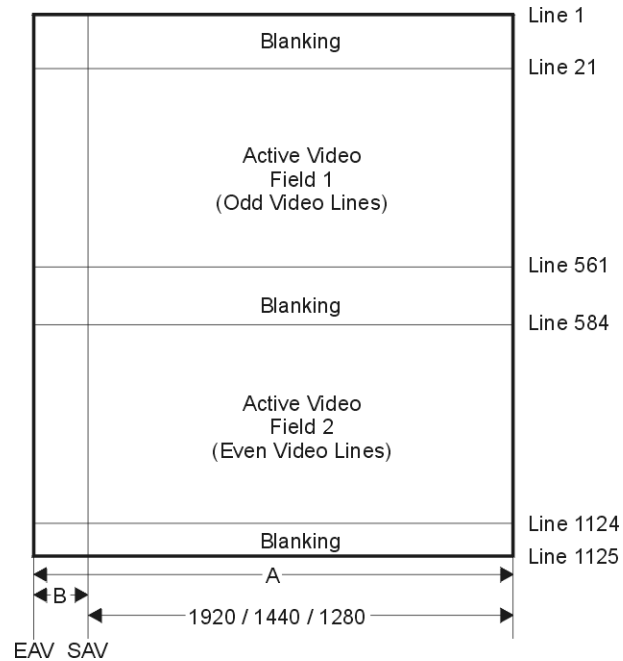 Line 1
Blanking
Line 21
Active Video
Field 1
(Odd Video Lines)
Line 561
Blanking
Line 584
Active Video
Field 2
(Even Video Lines)
Line 1124
Blanking
Line 1125
A
B
1920 / 1440 / 1280
EAV SAV